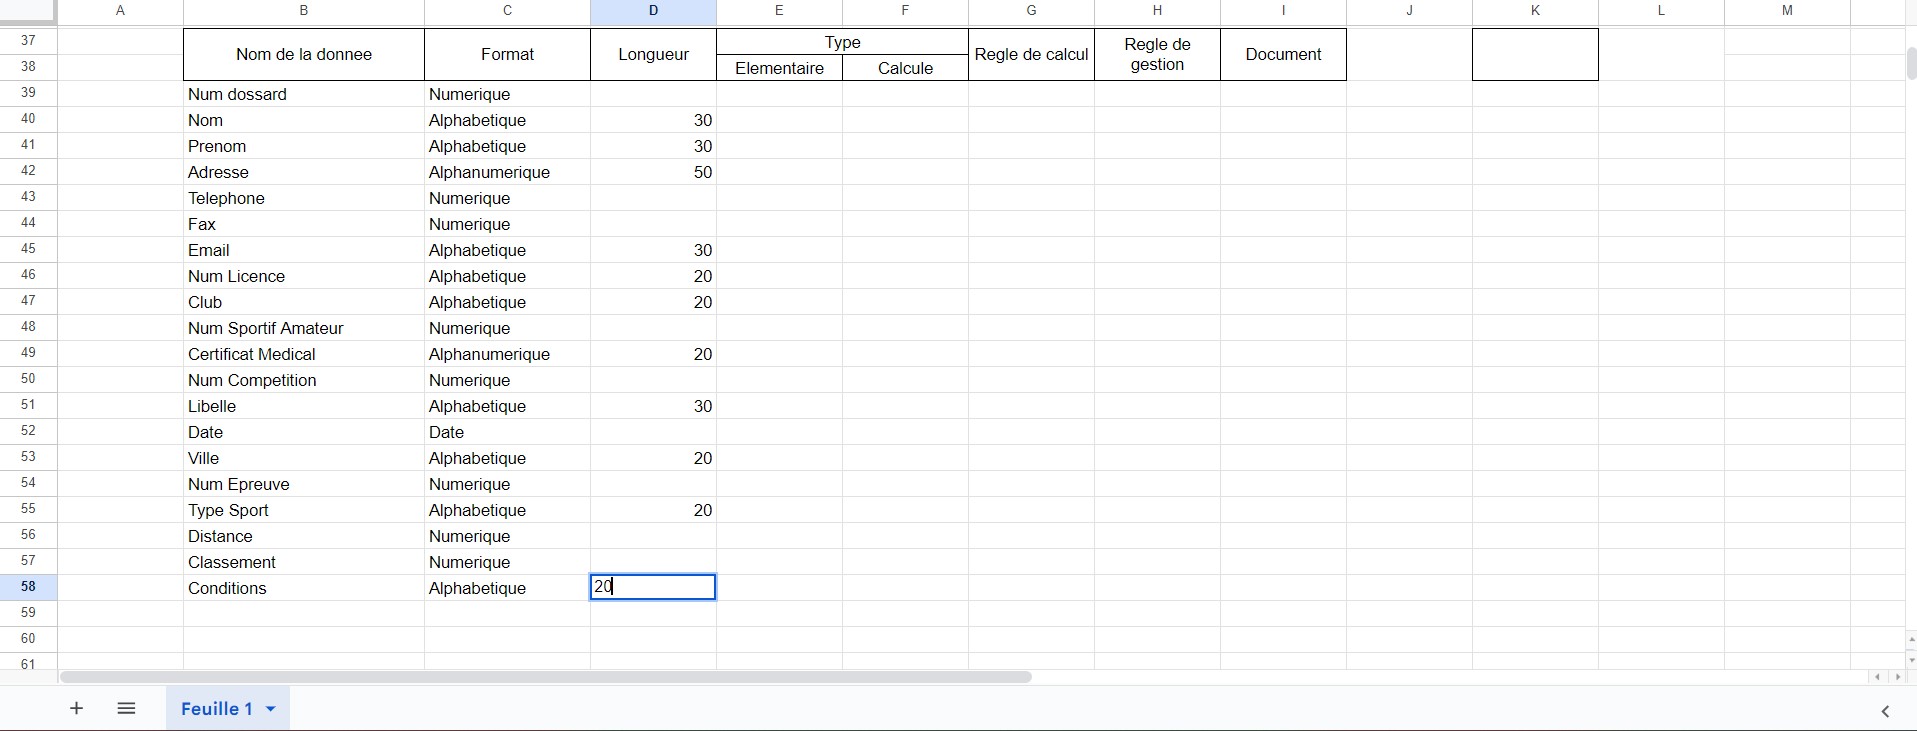 A B C D E F G H I J K L M
37 Nom de la donnee Format Longueur Type Regle de calcul Regle de gestion Document
38 Elementaire Calcule
39 Num dossard Numerique
40 Nom Alphabetique 30
41 Prenom Alphabetique 30
42 Adresse Alphanumerique 50
43 Telephone Numerique
44 Fax Numerique
45 Email Alphabetique 30
46 Num Licence Alphabetique 20
47 Club Alphabetique 20
48 Num Sportif Amateur Numerique
49 Certificat Medical Alphanumerique 20
50 Num Competition Numerique
51 Libelle Alphabetique 30
52 Date Date
53 Ville Alphabetique 20
54 Num Epreuve Numerique
55 Type Sport Alphabetique 20
56 Distance Numerique
57 Classement Numerique
58 Conditions Alphabetique 20
59
60
61
Feuille 1